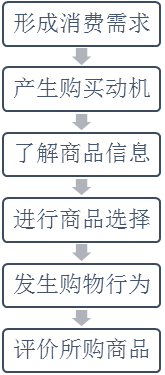 形成消费需求
产生购买动机
了解商品信息
进行商品选择
发生购物行为
评价所购商品